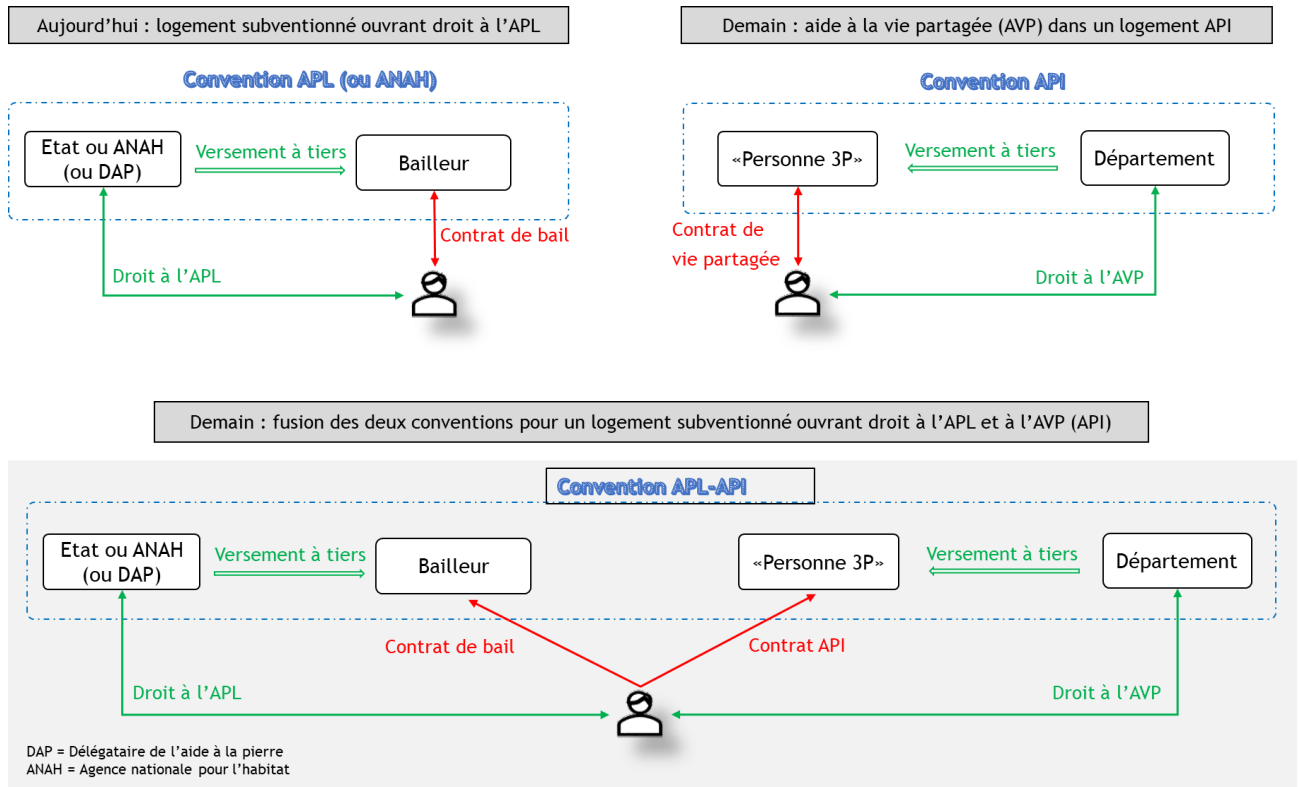 Aujourd’hui : logement subventionné ouvrant droit à l’APL
Convention APL (ou ANAH)
Etat ou ANAH
(ou DAP)
Versement à tiers
Bailleur
Contrat de bail
Droit à l’APL
Demain : aide à la vie partagée (AVP) dans un logement API
Convention API
«Personne 3P»
Versement à tiers
Département
Contrat de
vie partagée
Droit à l’AVP
Demain : fusion des deux conventions pour un logement subventionné ouvrant droit à l’APL et à l’AVP (API)
Convention APL-API
Etat ou ANAH
(ou DAP)
Versement à tiers
Bailleur
«Personne 3P»
Versement à tiers
Département
Contrat de bail
Contrat API
Droit à l’APL
Droit à l’AVP
DAP = Délégataire de l’aide à la pierre
ANAH = Agence nationale pour l’habitat